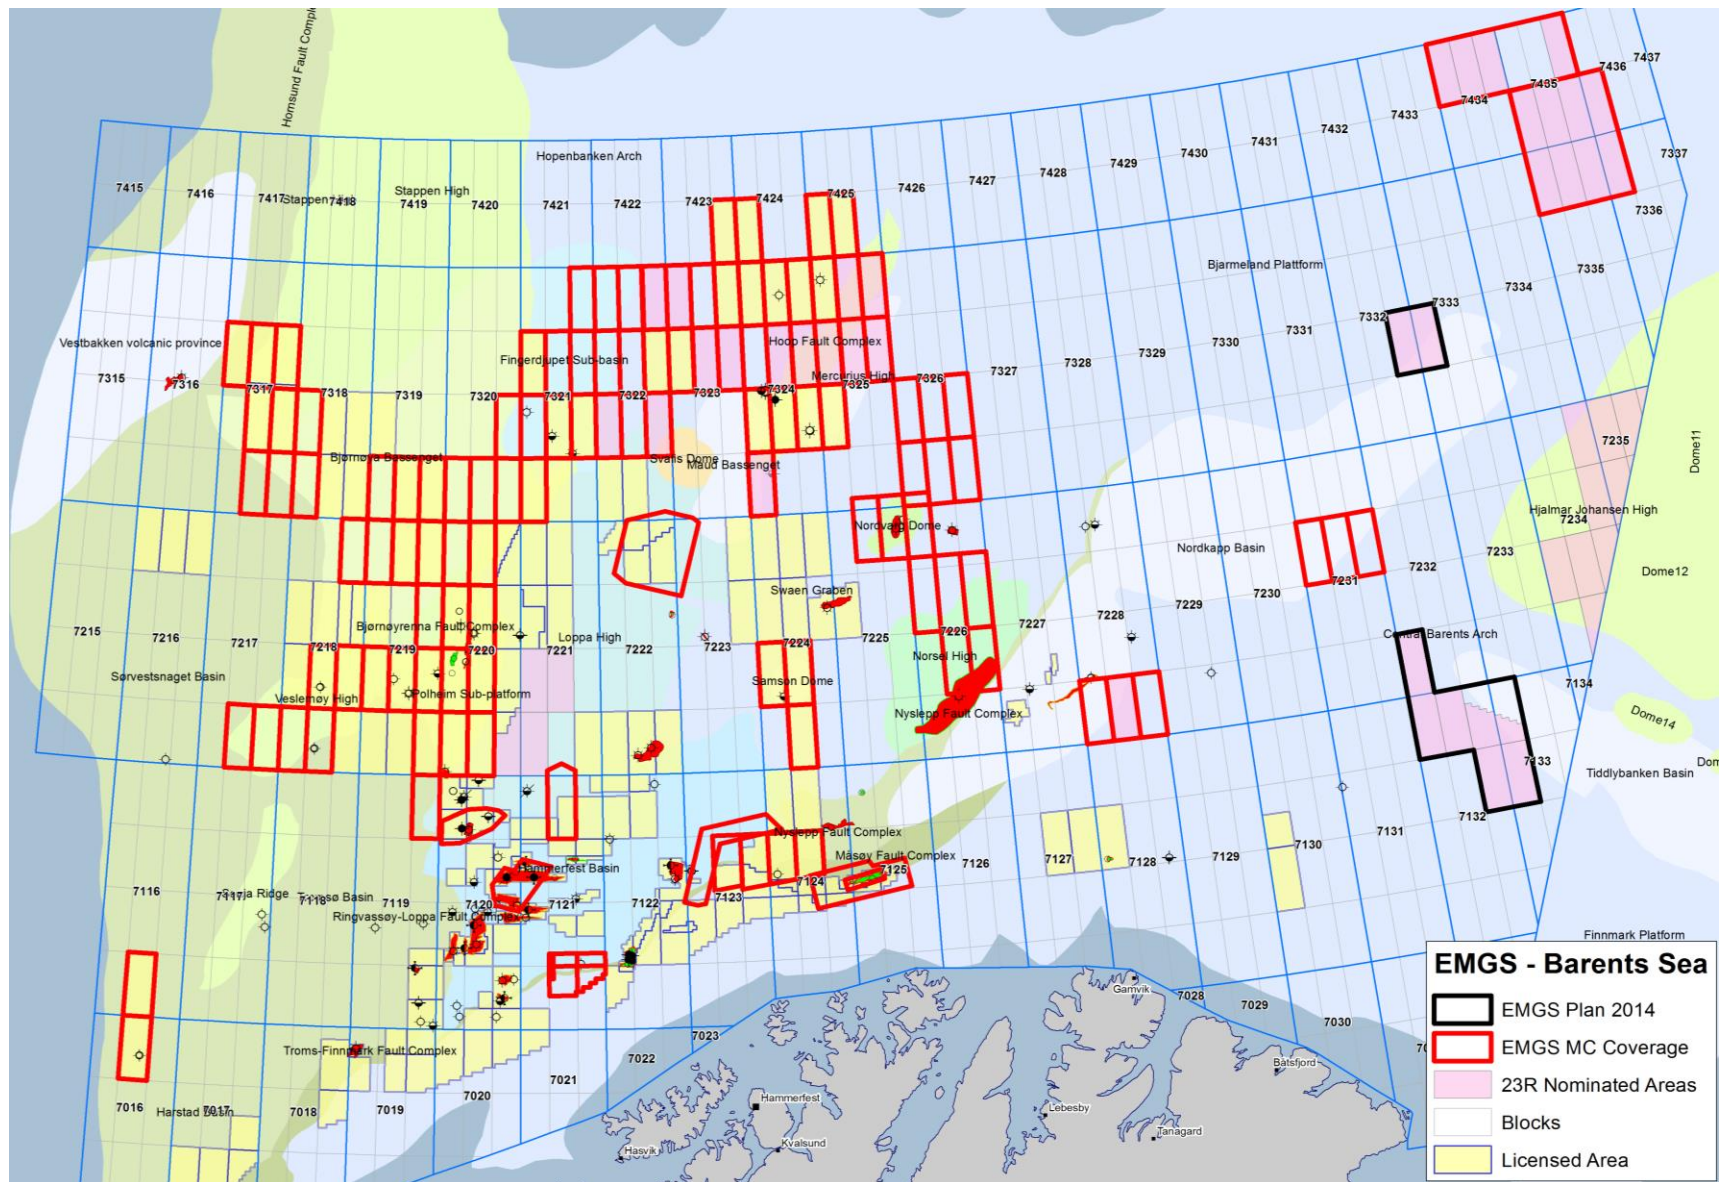 Hornsund Fault Comple
7437
7436
7435
7434
7433
7432
7431
7430
7429
7428
7427
7426
7425
7424
7423
7422
7421
7420
7419
7418
7417
7416
7415
Hopenbanken Arch
Stappen High
7337
7336
7335
7334
7333
7332
7331
7330
7329
7328
7327
7326
7325
7324
7323
7322
7321
7320
7319
7318
7317
7316
7315
Bjarmeland Plattform
Vestbakken volcanic province
Fingerdjupet Sub-basin
Hoop Fault Complex
Mercurius High
Bjørnøya Bassenget
Svalis Dome
Maud Bassenget
Nordvarg Dome
Nordkapp Basin
7235
Hjalmar Johansen High
7234
7233
7232
7231
7230
7229
7228
7227
7226
7225
7224
7223
7222
7221
7220
7219
7218
7217
7216
7215
Dome11
Dome12
Swaen Graben
Bjørnøyrenna Fault Complex
Loppa High
Norsel High
Central Barents Arch
Sørvestsnaget Basin
Veslemøy High
Polheim Sub-platform
Samson Dome
Nyslepp Fault Complex
7134
Dome14
Dom
7133
Tiddlybanken Basin
7132
7131
7130
7129
7128
7127
7126
7125
7124
7123
7122
7121
7120
7119
7118
7117
7116
Nyslepp Fault Complex
Måsøy Fault Complex
Hammerfest Basin
Senja Ridge
Tromsø Basin
Ringvassøy-Loppa Fault Complex
Finnmark Platform
Troms-Finnmark Fault Complex
Harstad Basin
7016
7017
7018
7019
7020
7021
7022
7023
7028
7029
7030
Gamvik
Båtsfjord
Hammerfest
Lebesby
Tanagard
Kvalsund
Hasvik
EMGS - Barents Sea
EMGS Plan 2014
EMGS MC Coverage
23R Nominated Areas
Blocks
Licensed Area